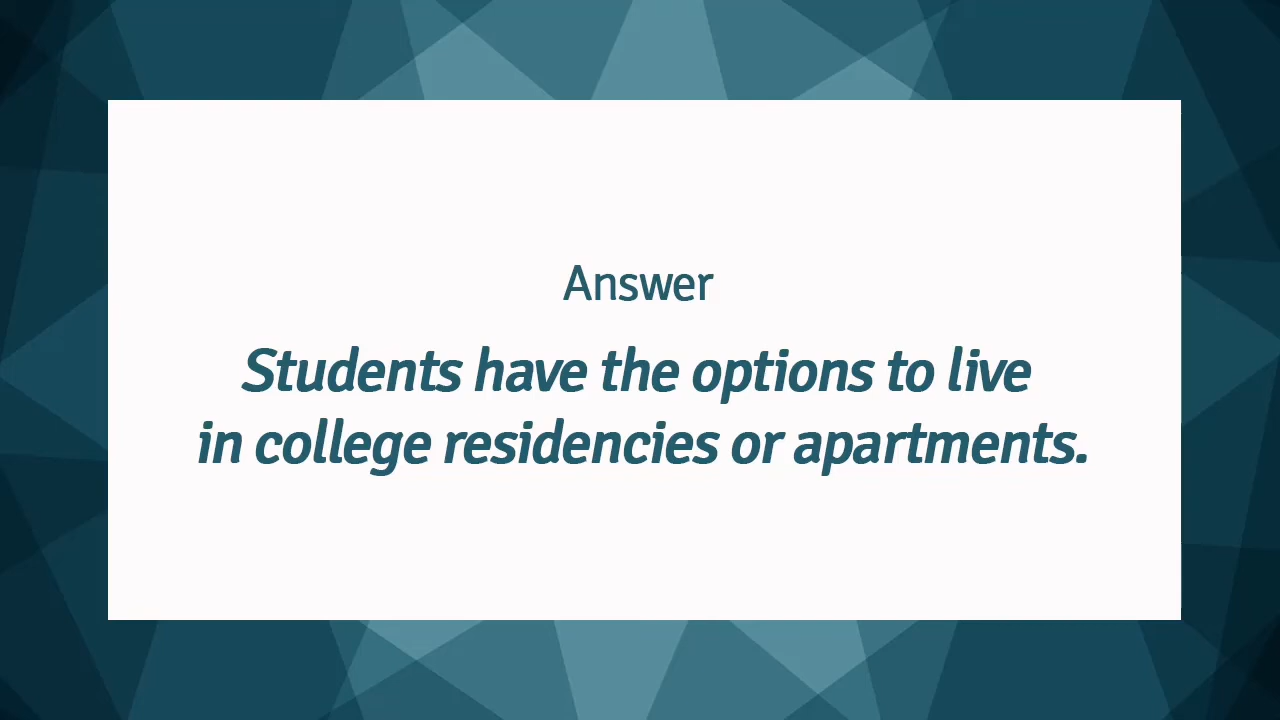 Answer
Students have the options to live
in college residencies or apartments.